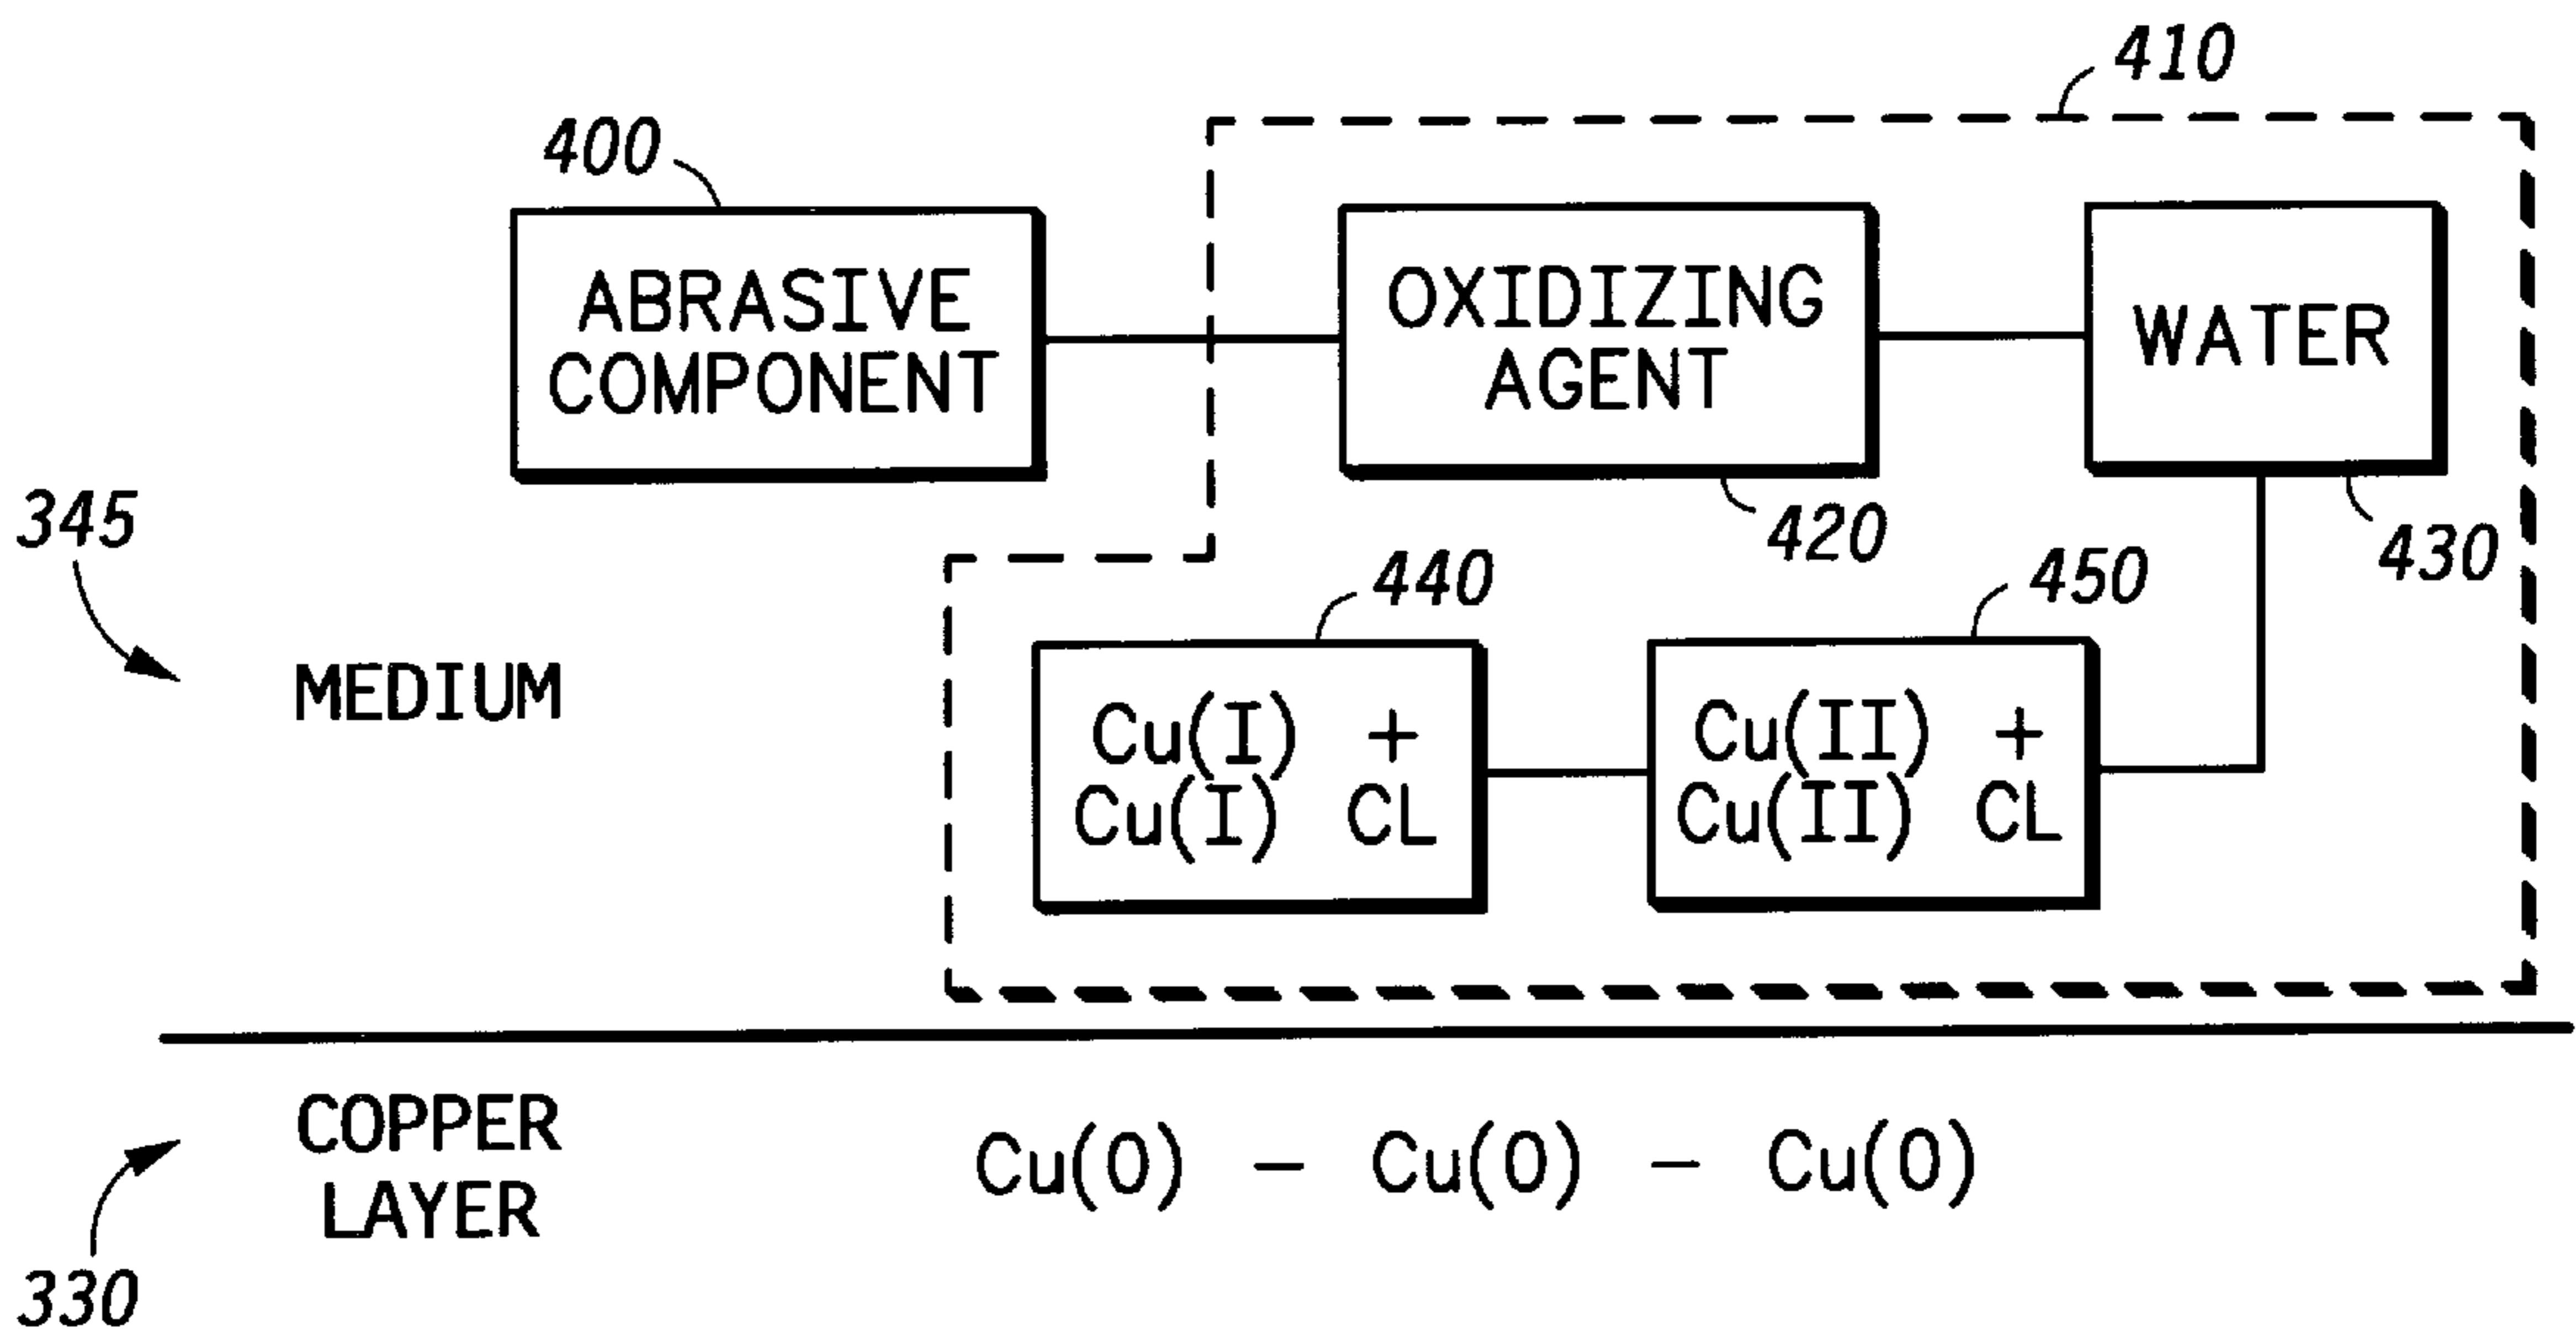 410
400
ABRASIVE
COMPONENT
OXIDIZING
AGENT
WATER
345
420
430
440
450
MEDIUM
Cu(I) +
Cu(I) CL
Cu(II) +
Cu(II) CL
COPPER
LAYER
Cu(0) — Cu(0) — Cu(0)
330